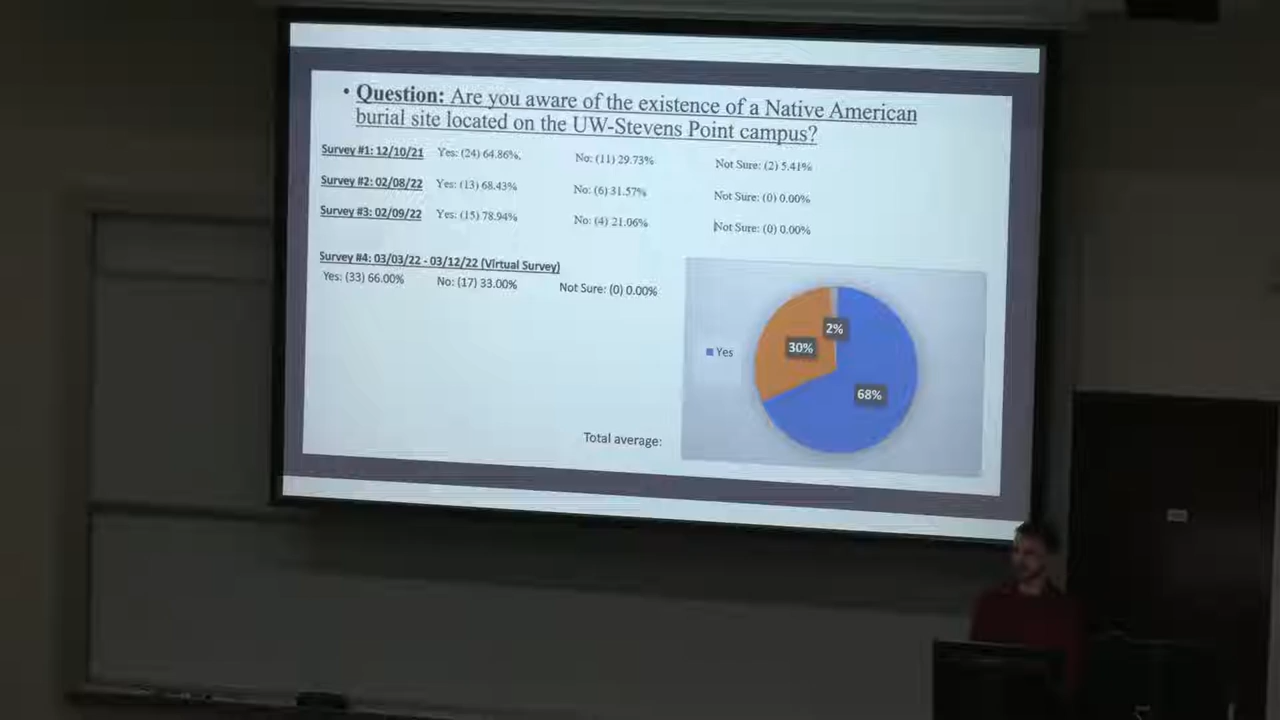 • Question: Are you aware of the existence of a Native American
burial site located on the UW-Stevens Point campus?
Survey #1: 12/10/21 Yes: (24) 64.86%, No: (11) 29.73% Not Sure: (2) 5.41%
Survey #2: 02/08/22 Yes: (13) 68.43% No: (6) 31.57% Not Sure: (0) 0.00%
Survey #3: 02/09/22 Yes: (15) 78.94% No: (4) 21.06% Not Sure: (0) 0.00%
Survey #4: 03/03/22 - 03/12/22 (Virtual Survey)
Yes: (33) 66.00% No: (17) 33.00% Not Sure: (0) 0.00%
2%
30%
Yes
68%
Total average: